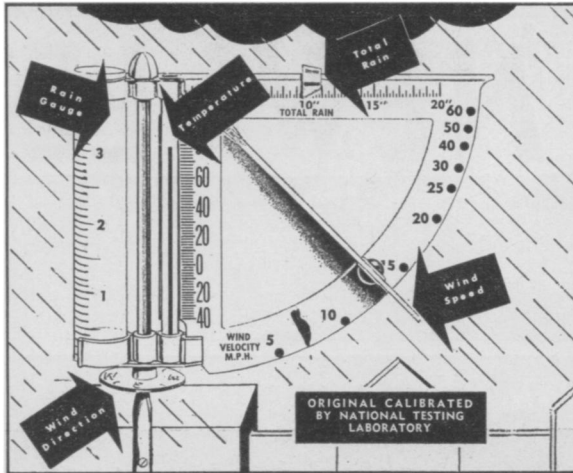 Rain
Gauge
Temperature
Total
Rain
10" 15" 20"
TOTAL RAIN
60
50
40
30
25
20
15
10
5
3
2
1
60
40
20
0
20
40
WIND
VELOCITY
M.P.H.
Wind
Speed
Wind
Direction
ORIGINAL CALIBRATED
BY NATIONAL TESTING
LABORATORY